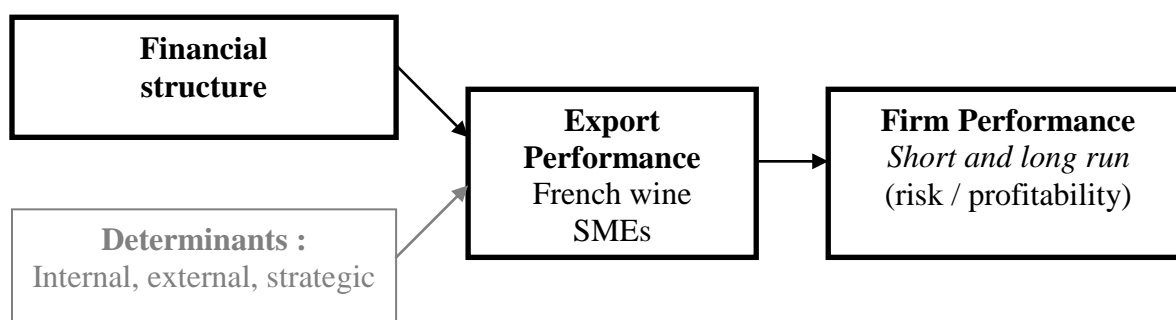 Financial
structure
Determinants :
Internal, external, strategic
Export
Performance
French wine
SMEs
Firm Performance
Short and long run
(risk / profitability)